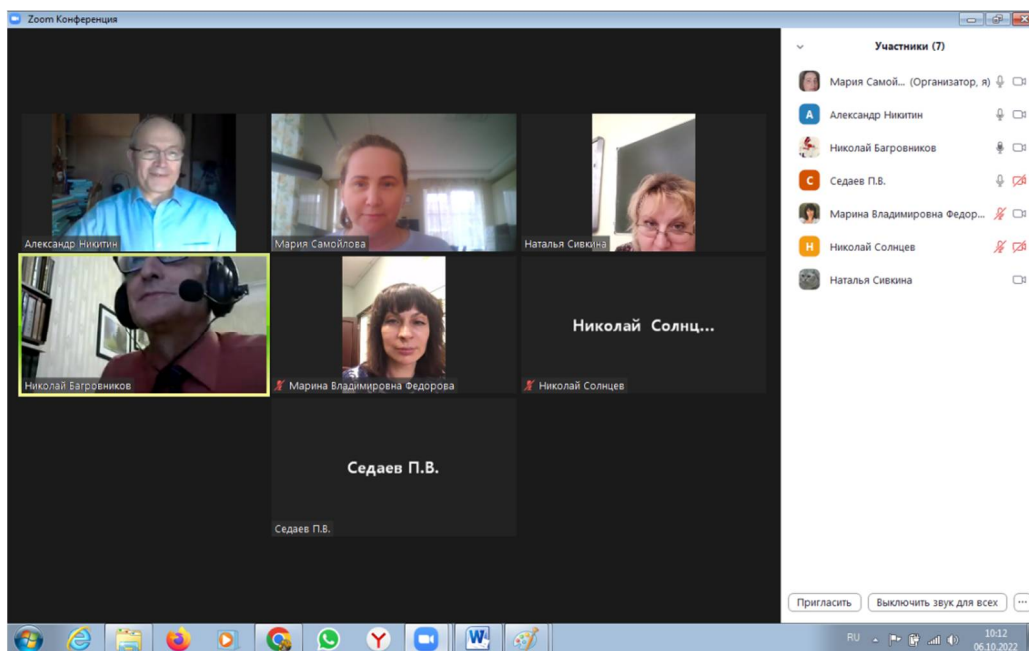 Zoom Конференция
Участники (7)
Мария Самой... (Организатор, я)
А
Александр Никитин
Николай Багровников
С
Седаев П.В.
Марина Владимировна Федор...
Н
Николай Солнцев
Наталья Сивкина
Александр Никитин
Мария Самойлова
Наталья Сивкина
Николай Солнц...
Николай Багровников
Марина Владимировна Федорова
Николай Солнцев
Седаев П.В.
Седаев П.В.
Пригласить
Выключить звук для всех
...
RU
10:12
06.10.2022